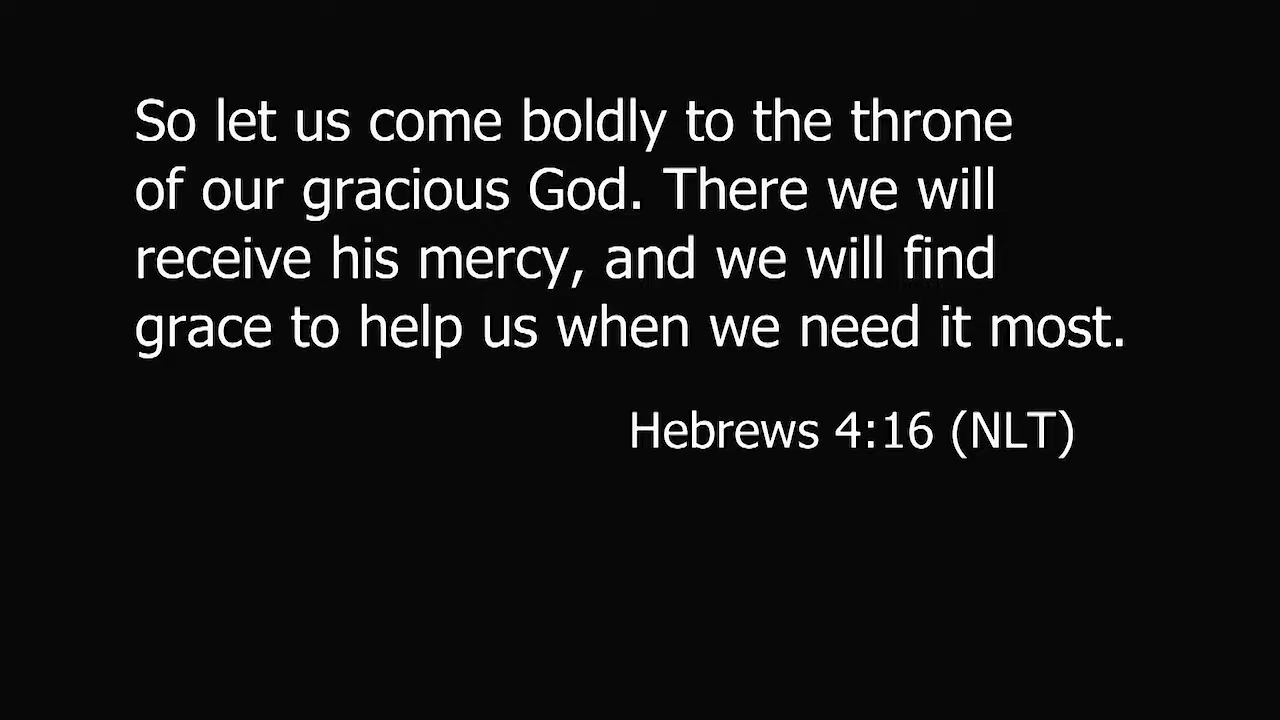 So let us come boldly to the throne
of our gracious God. There we will
receive his mercy, and we will find
grace to help us when we need it most.
Hebrews 4:16 (NLT)